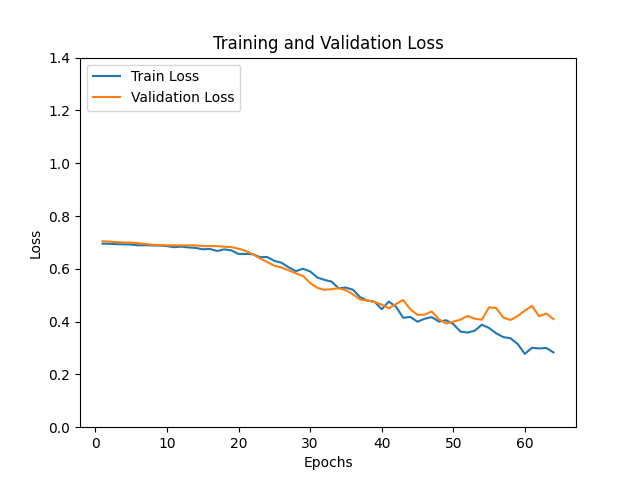 Training and Validation Loss
Train Loss
Validation Loss
1.4
1.2
1.0
0.8
0.6
0.4
0.2
0.0
Loss
0 10 20 30 40 50 60
Epochs